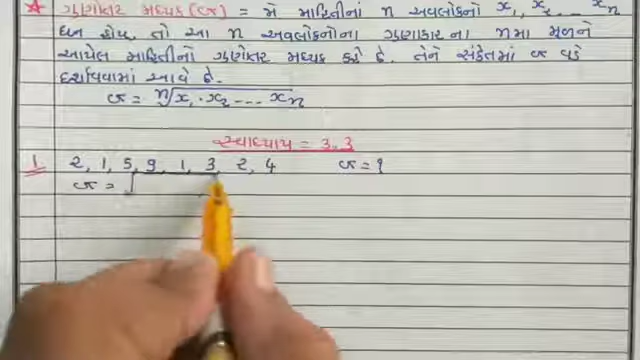 * ગુણોત્તર મધ્યક (ભ) = જો માહિતીનાં n અવલોકનો x₁, x₂ ... xₙ
ધન હોય, તો આ n અવલોકનોના ગુણાકારના nમા મૂળને
આપેલ માહિતીનો ગુણોત્તર મધ્યક કહે છે. તેને સંકેતમાં ભ વડે
દર્શાવવામાં આવે છે.
= ⁿ√x₁ · x₂ --- xₙ
સ્વાધ્યાય = 3.3
1 2, 1, 5, 9, 1, 3, 2, 4 = ?
= √